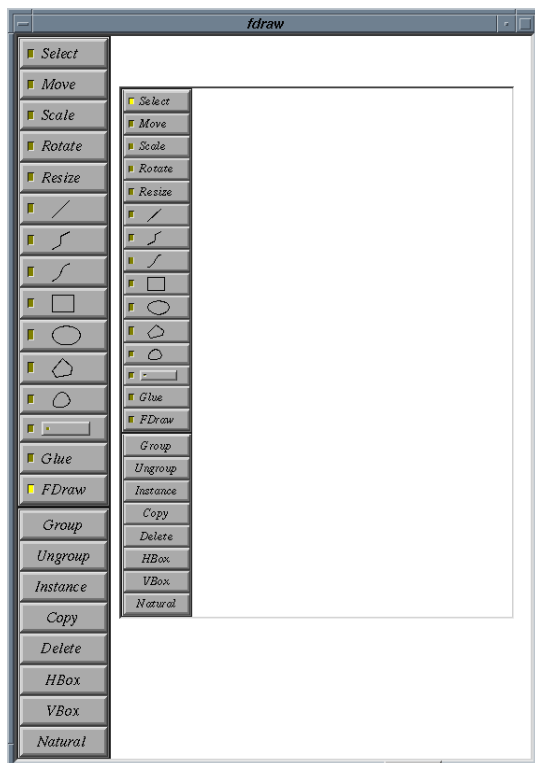 fdraw
Select
Move
Scale
Rotate
Resize
Glue
FDraw
Group
Ungroup
Instance
Copy
Delete
HBox
VBox
Natural
Select
Move
Scale
Rotate
Resize
Glue
FDraw
Group
Ungroup
Instance
Copy
Delete
HBox
VBox
Natural